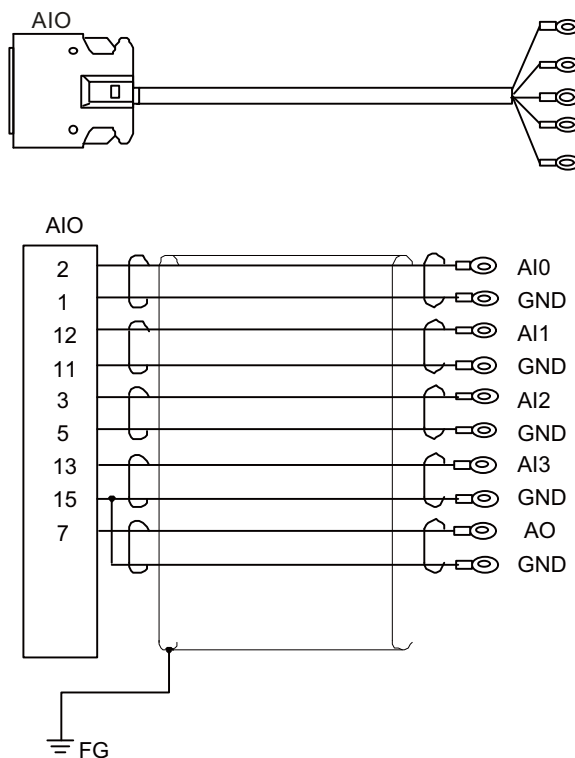 AIO
AIO
2 AI0
1 GND
12 AI1
11 GND
3 AI2
5 GND
13 AI3
15 GND
7 AO
GND
FG